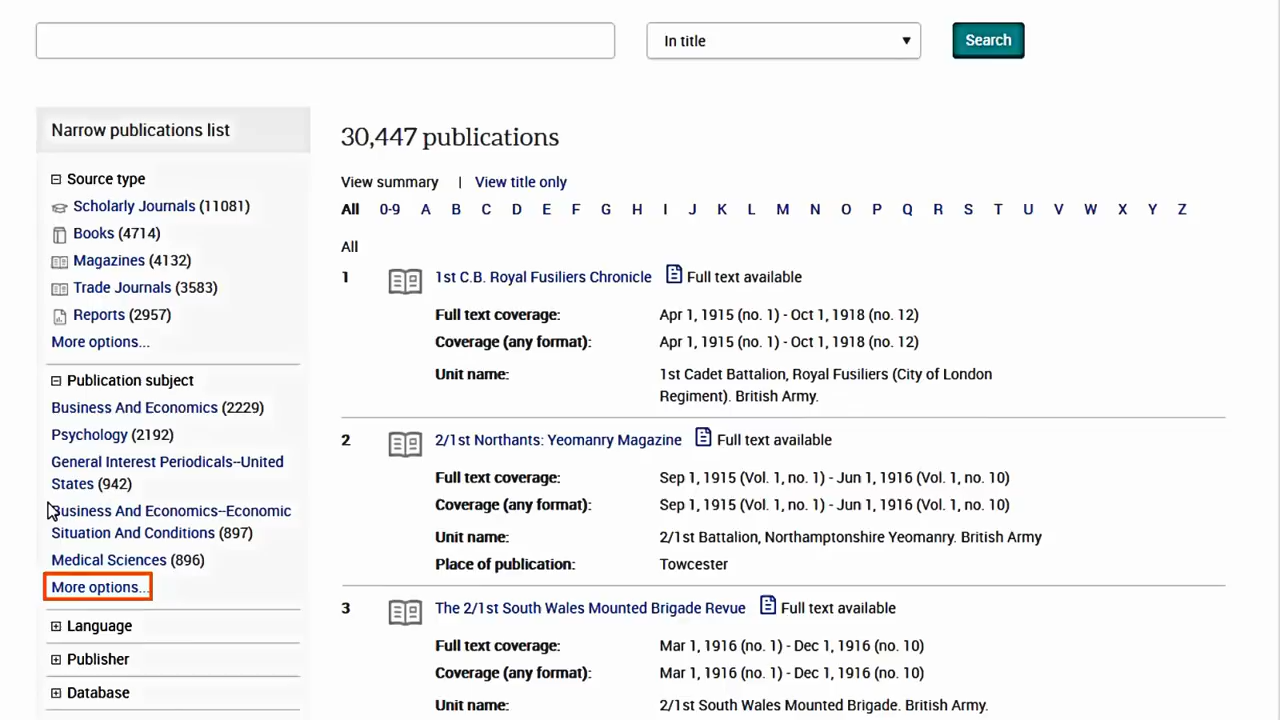 In title
Search
Narrow publications list
Source type
Scholarly Journals (11081)
Books (4714)
Magazines (4132)
Trade Journals (3583)
Reports (2957)
More options...
Publication subject
Business And Economics (2229)
Psychology (2192)
General Interest Periodicals--United
States (942)
Business And Economics--Economic
Situation And Conditions (897)
Medical Sciences (896)
More options...
Language
Publisher
Database
30,447 publications
View summary | View title only
All 0-9 A B C D E F G H I J K L M N O P Q R S T U V W X Y Z
All
1 1st C.B. Royal Fusiliers Chronicle Full text available
Full text coverage: Apr 1, 1915 (no. 1) - Oct 1, 1918 (no. 12)
Coverage (any format): Apr 1, 1915 (no. 1) - Oct 1, 1918 (no. 12)
Unit name: 1st Cadet Battalion, Royal Fusiliers (City of London
Regiment). British Army.
2 2/1st Northants: Yeomanry Magazine Full text available
Full text coverage: Sep 1, 1915 (Vol. 1, no. 1) - Jun 1, 1916 (Vol. 1, no. 10)
Coverage (any format): Sep 1, 1915 (Vol. 1, no. 1) - Jun 1, 1916 (Vol. 1, no. 10)
Unit name: 2/1st Battalion, Northamptonshire Yeomanry. British Army
Place of publication: Towcester
3 The 2/1st South Wales Mounted Brigade Revue Full text available
Full text coverage: Mar 1, 1916 (no. 1) - Dec 1, 1916 (no. 10)
Coverage (any format): Mar 1, 1916 (no. 1) - Dec 1, 1916 (no. 10)
Unit name: 2/1st South Wales Mounted Brigade. British Army.